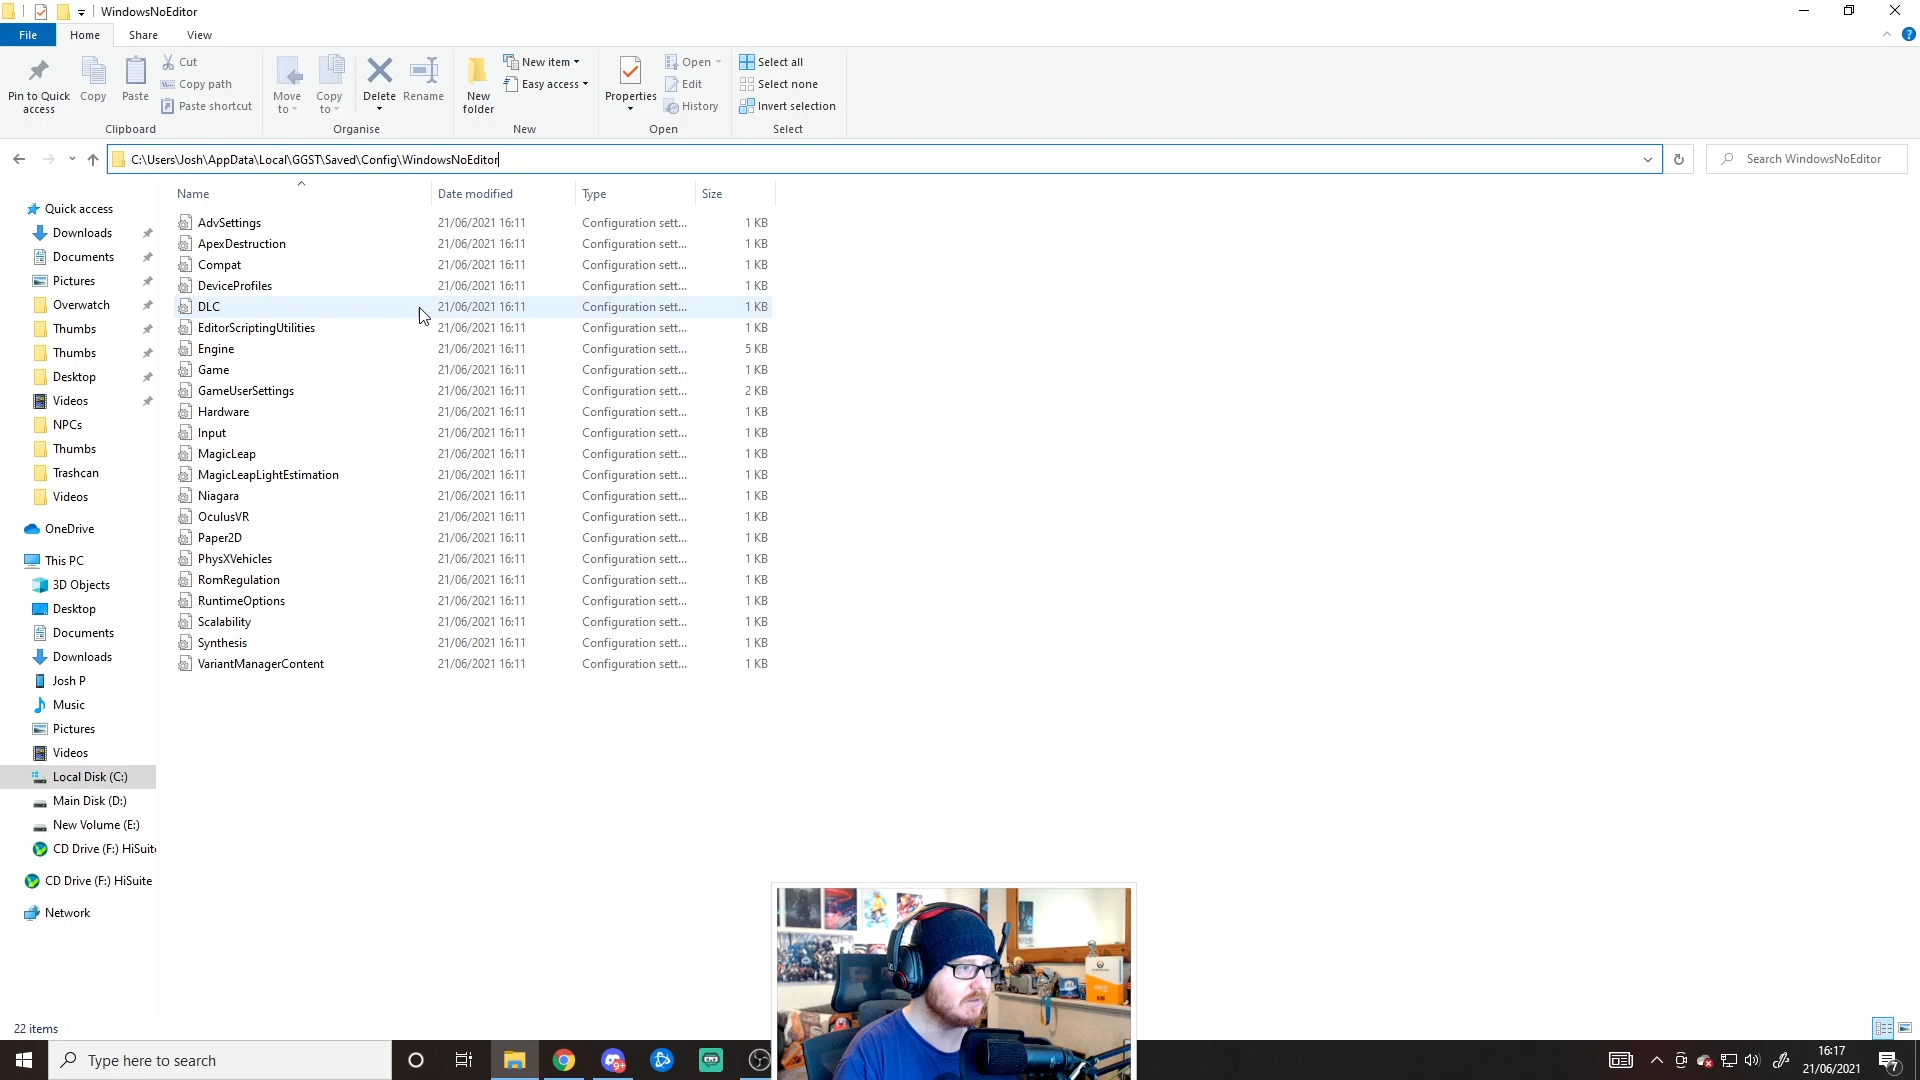 WindowsNoEditor
File Home Share View
Pin to Quick access
Copy
Paste
Cut
Copy path
Paste shortcut
Clipboard
Move to
Copy to
Delete
Rename
Organise
New folder
New item
Easy access
New
Properties
Open
Edit
History
Open
Select all
Select none
Invert selection
Select
C:\Users\Josh\AppData\Local\GGST\Saved\Config\WindowsNoEditor
Search WindowsNoEditor
Name Date modified Type Size
AdvSettings 21/06/2021 16:11 Configuration sett... 1 KB
ApexDestruction 21/06/2021 16:11 Configuration sett... 1 KB
Compat 21/06/2021 16:11 Configuration sett... 1 KB
DeviceProfiles 21/06/2021 16:11 Configuration sett... 1 KB
DLC 21/06/2021 16:11 Configuration sett... 1 KB
EditorScriptingUtilities 21/06/2021 16:11 Configuration sett... 1 KB
Engine 21/06/2021 16:11 Configuration sett... 5 KB
Game 21/06/2021 16:11 Configuration sett... 1 KB
GameUserSettings 21/06/2021 16:11 Configuration sett... 2 KB
Hardware 21/06/2021 16:11 Configuration sett... 1 KB
Input 21/06/2021 16:11 Configuration sett... 1 KB
MagicLeap 21/06/2021 16:11 Configuration sett... 1 KB
MagicLeapLightEstimation 21/06/2021 16:11 Configuration sett... 1 KB
Niagara 21/06/2021 16:11 Configuration sett... 1 KB
OculusVR 21/06/2021 16:11 Configuration sett... 1 KB
Paper2D 21/06/2021 16:11 Configuration sett... 1 KB
PhysXVehicles 21/06/2021 16:11 Configuration sett... 1 KB
RomRegulation 21/06/2021 16:11 Configuration sett... 1 KB
RuntimeOptions 21/06/2021 16:11 Configuration sett... 1 KB
Scalability 21/06/2021 16:11 Configuration sett... 1 KB
Synthesis 21/06/2021 16:11 Configuration sett... 1 KB
VariantManagerContent 21/06/2021 16:11 Configuration sett... 1 KB
Quick access
Downloads
Documents
Pictures
Overwatch
Thumbs
Thumbs
Desktop
Videos
NPCs
Thumbs
Trashcan
Videos
OneDrive
This PC
3D Objects
Desktop
Documents
Downloads
Josh P
Music
Pictures
Videos
Local Disk (C:)
Main Disk (D:)
New Volume (E:)
CD Drive (F:) HiSuite
CD Drive (F:) HiSuite
Network
22 items
Type here to search
9+
16:17
21/06/2021
7